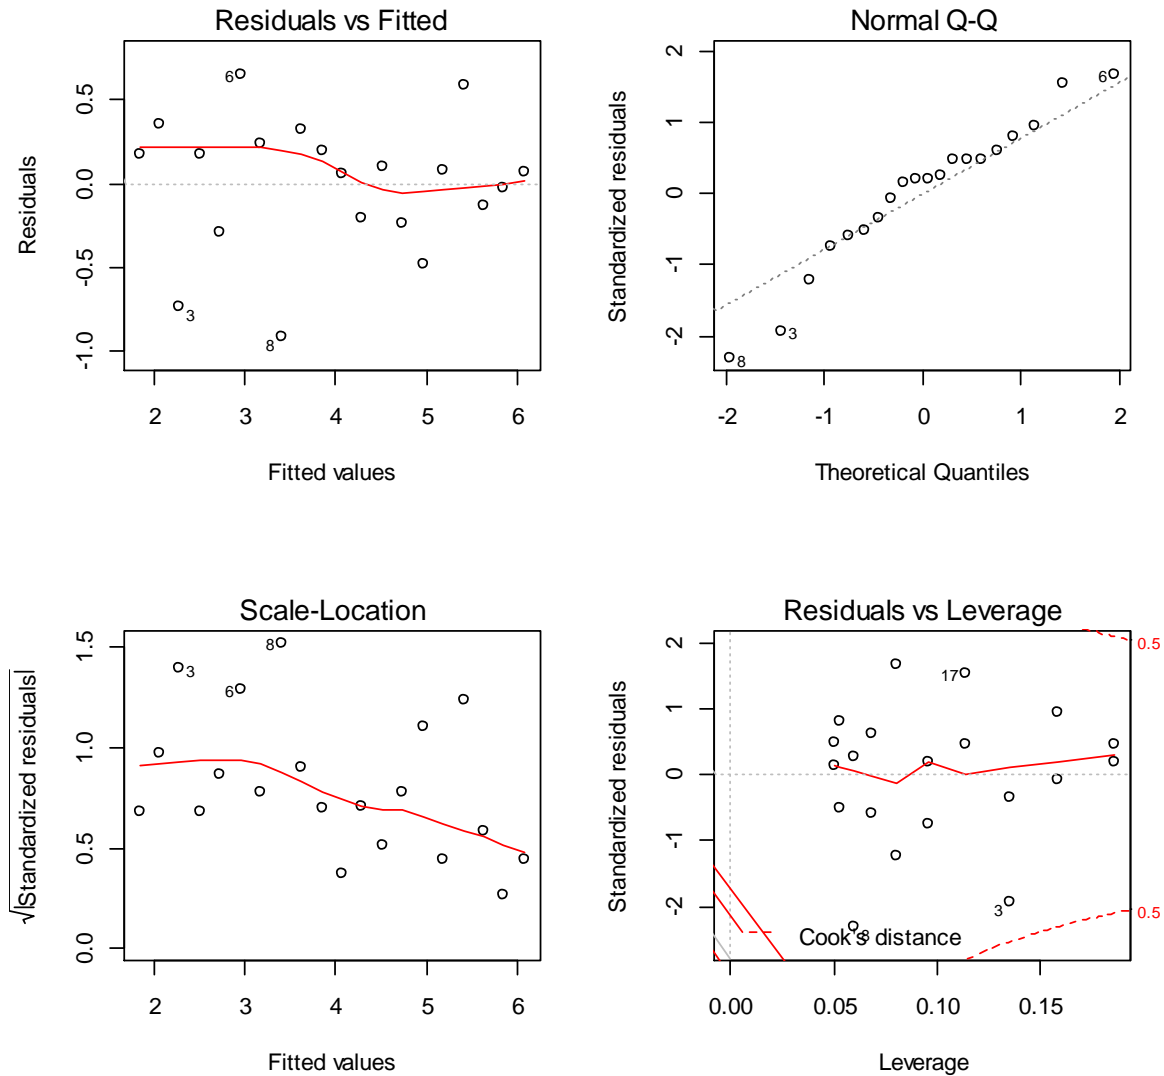 Residuals vs Fitted
Residuals
0.5
0.0
-0.5
-1.0
6
3
8
2 3 4 5 6
Fitted values
Normal Q-Q
Standardized residuals
2
1
0
-1
-2
6
3
8
-2 -1 0 1 2
Theoretical Quantiles
Scale-Location
√|Standardized residuals|
1.5
1.0
0.5
0.0
8
3
6
2 3 4 5 6
Fitted values
Residuals vs Leverage
Standardized residuals
2
1
0
-1
-2
0.5
17
3
0.5
8
Cook's distance
0.00 0.05 0.10 0.15
Leverage